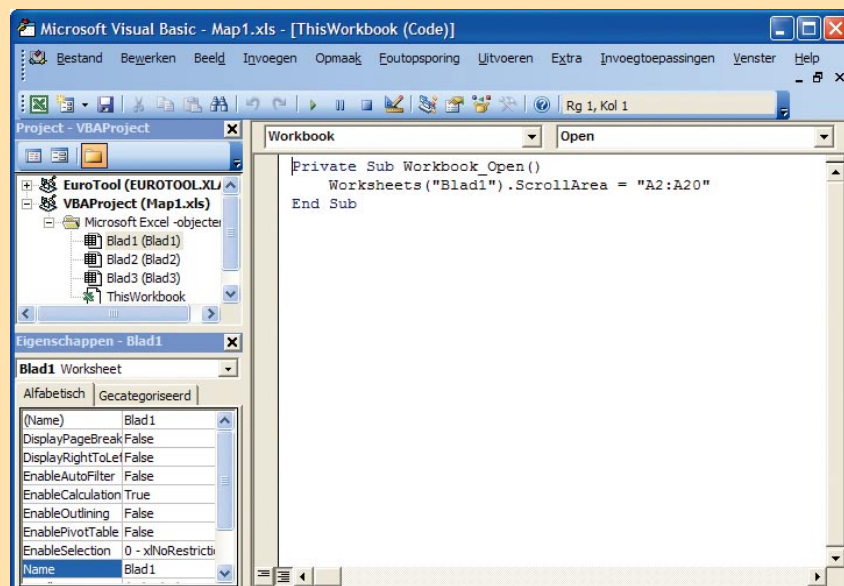 Microsoft Visual Basic - Map1.xls - [ThisWorkbook (Code)]
Bestand Bewerken Beeld Invoegen Opmaak Foutopsporing Uitvoeren Extra Invoegtoepassingen Venster Help
Rg 1, Kol 1
Project - VBAProject
EuroTool (EUROTOOL.XLA
VBAProject (Map1.xls)
Microsoft Excel -objecten
Blad1 (Blad1)
Blad2 (Blad2)
Blad3 (Blad3)
ThisWorkbook
Eigenschappen - Blad1
Blad1 Worksheet
Alfabetisch Gecategoriseerd
(Name) Blad1
DisplayPageBreak False
DisplayRightToLef False
EnableAutoFilter False
EnableCalculation True
EnableOutlining False
EnablePivotTable False
EnableSelection 0 - xlNoRestricti
Name Blad1
Workbook Open
Private Sub Workbook_Open()
Worksheets("Blad1").ScrollArea = "A2:A20"
End Sub